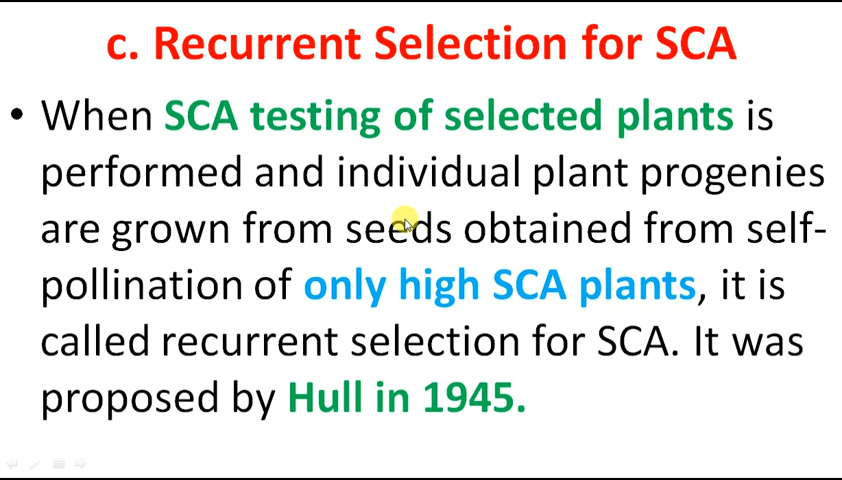 c. Recurrent Selection for SCA
• When SCA testing of selected plants is
performed and individual plant progenies
are grown from seeds obtained from self-
pollination of only high SCA plants, it is
called recurrent selection for SCA. It was
proposed by Hull in 1945.